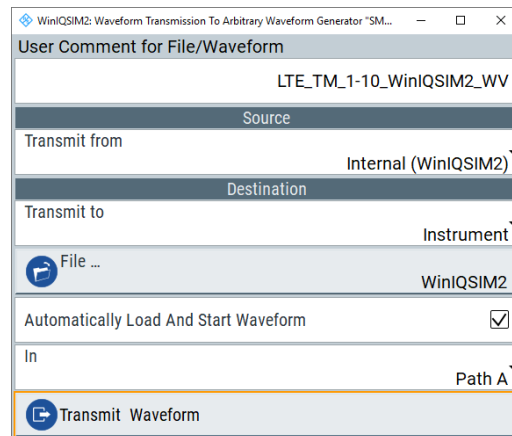 WinIQSIM2: Waveform Transmission To Arbitrary Waveform Generator "SM...
User Comment for File/Waveform
LTE_TM_1-10_WinIQSIM2_WV
Source
Transmit from
Internal (WinIQSIM2)
Destination
Transmit to
Instrument
File ...
WinIQSIM2
Automatically Load And Start Waveform
In
Path A
Transmit Waveform